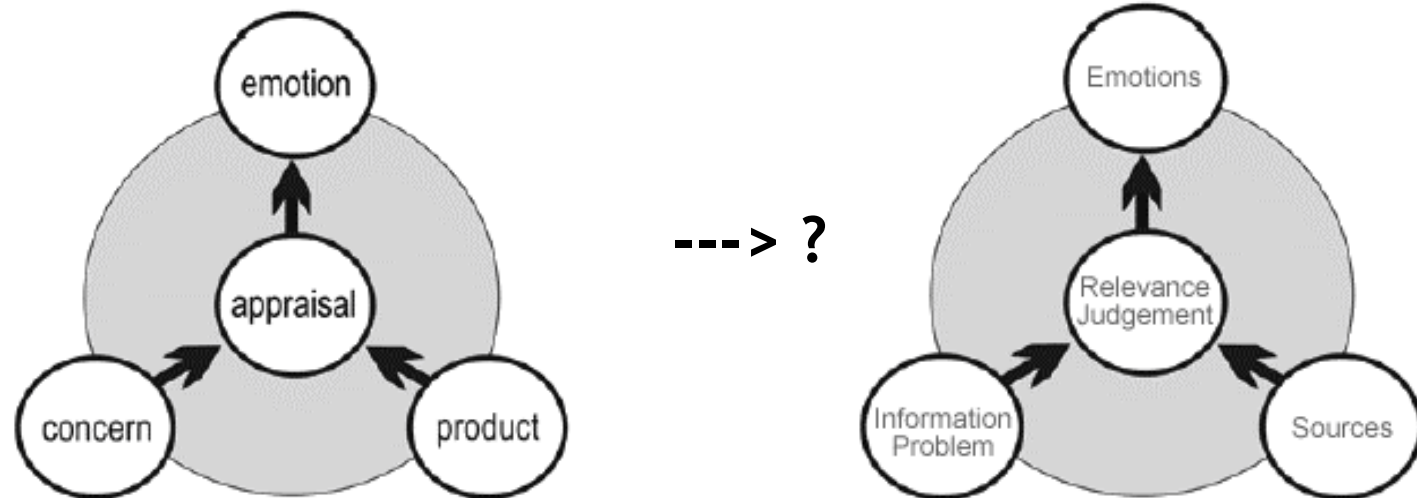 emotion
appraisal
concern
product
---> ?
Emotions
Relevance
Judgement
Information
Problem
Sources